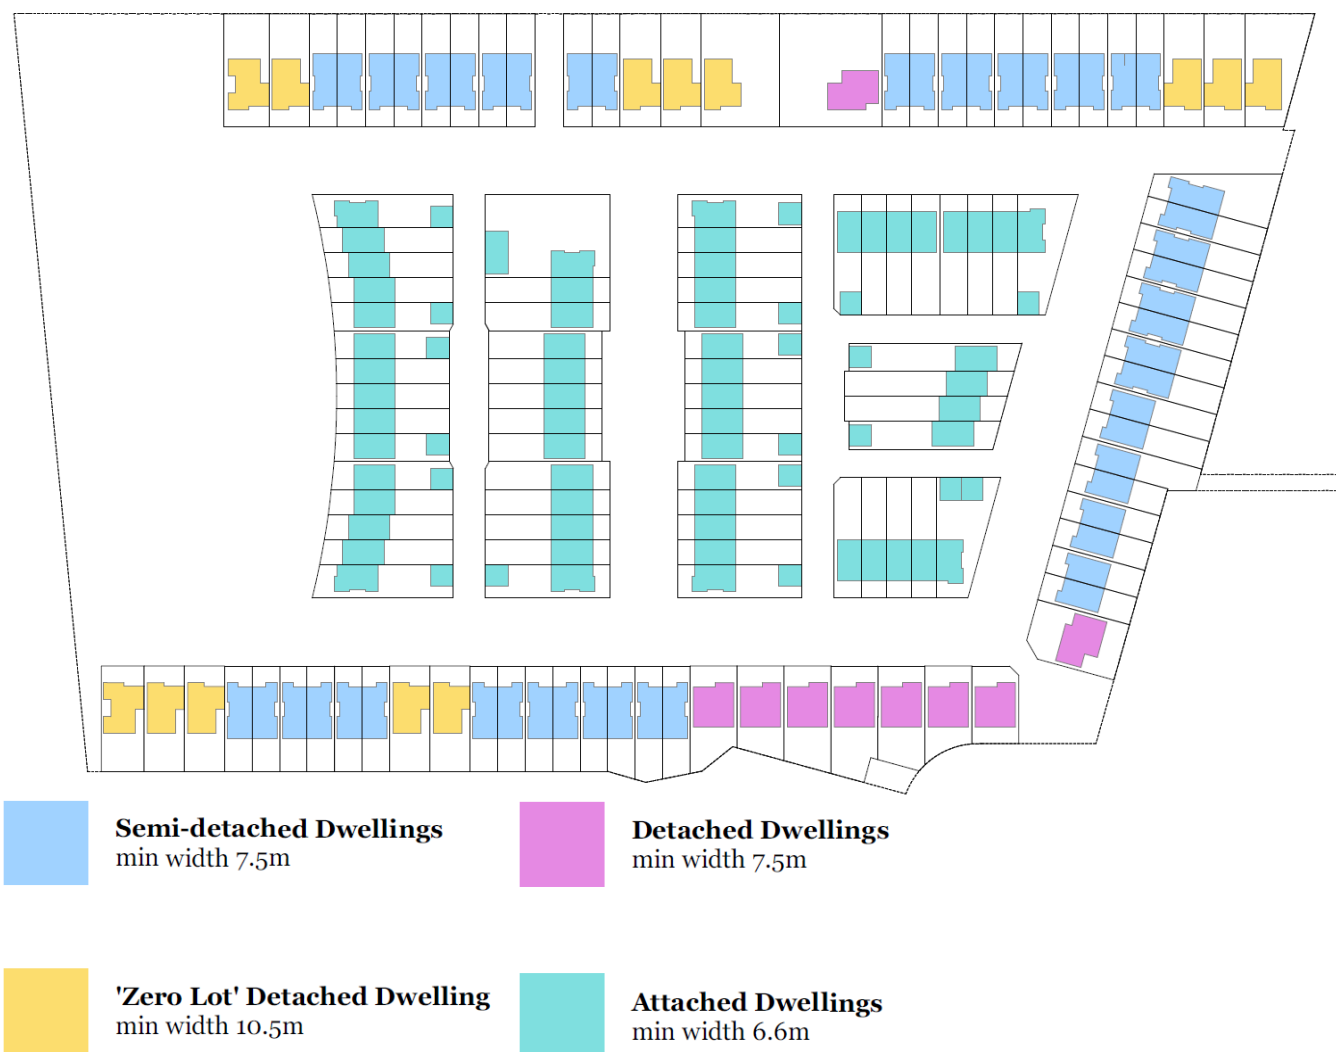 Semi-detached Dwellings
min width 7.5m
Detached Dwellings
min width 7.5m
'Zero Lot' Detached Dwelling
min width 10.5m
Attached Dwellings
min width 6.6m